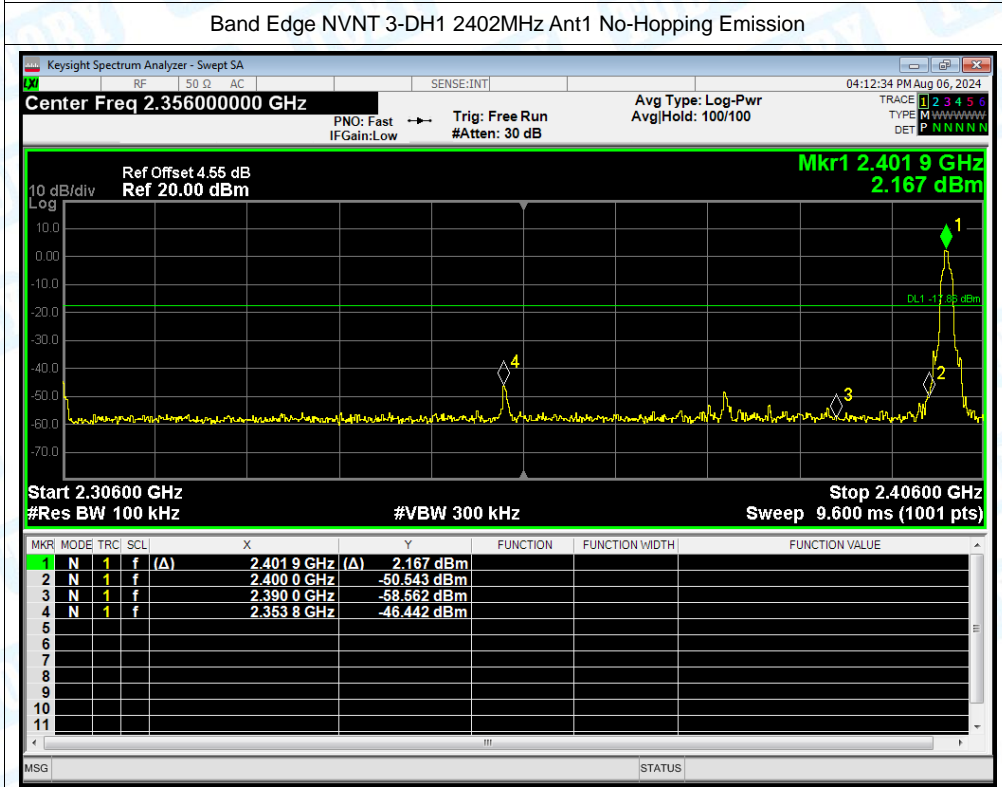 Band Edge NVNT 3-DH1 2402MHz Ant1 No-Hopping Emission
Keysight Spectrum Analyzer - Swept SA
LXI RF 50 Ω AC SENSE:INT 04:12:34 PM Aug 06, 2024
Center Freq 2.356000000 GHz
PNO: Fast
IFGain:Low
Trig: Free Run
#Atten: 30 dB
Avg Type: Log-Pwr
Avg|Hold: 100/100
TRACE 1 2 3 4 5 6
TYPE M WWWWW
DET P N N N N N
Mkr1 2.401 9 GHz
2.167 dBm
Ref Offset 4.55 dB
10 dB/div Ref 20.00 dBm
Log
10.0
0.00
-10.0
-20.0
-30.0
-40.0
-50.0
-60.0
-70.0
1
DL1 -17.86 dBm
4
2
3
Start 2.30600 GHz Stop 2.40600 GHz
#Res BW 100 kHz #VBW 300 kHz Sweep 9.600 ms (1001 pts)
MKR MODE TRC SCL X Y FUNCTION FUNCTION WIDTH FUNCTION VALUE
1 N 1 f (Δ) 2.401 9 GHz (Δ) 2.167 dBm
2 N 1 f 2.400 0 GHz -50.543 dBm
3 N 1 f 2.390 0 GHz -58.562 dBm
4 N 1 f 2.353 8 GHz -46.442 dBm
5
6
7
8
9
10
11
MSG STATUS